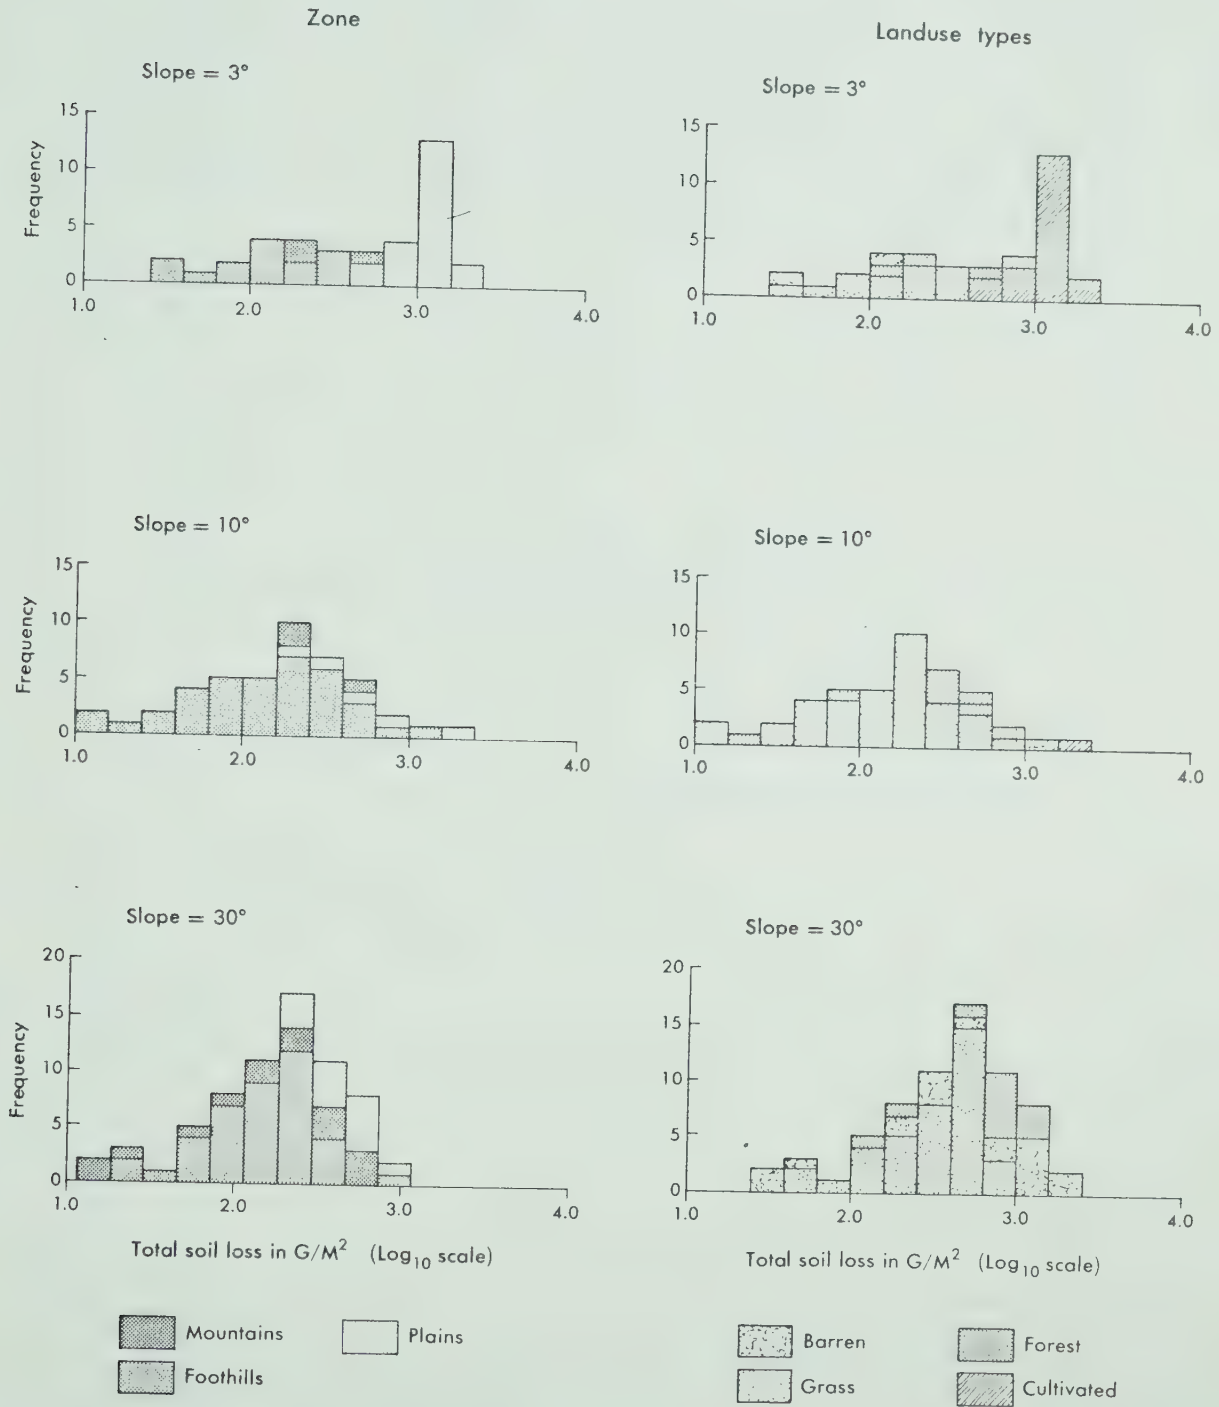 Zone
Landuse types
Slope = 3°
15
10
5
0
Frequency
1.0
2.0
3.0
4.0
Slope = 3°
15
10
5
0
1.0
2.0
3.0
4.0
Slope = 10°
15
10
5
0
Frequency
1.0
2.0
3.0
4.0
Slope = 10°
15
10
5
0
1.0
2.0
3.0
4.0
Slope = 30°
20
15
10
5
0
Frequency
1.0
2.0
3.0
4.0
Total soil loss in G/M² (Log₁₀ scale)
Slope = 30°
20
15
10
5
0
1.0
2.0
3.0
4.0
Total soil loss in G/M² (Log₁₀ scale)
Mountains
Plains
Foothills
Barren
Forest
Grass
Cultivated